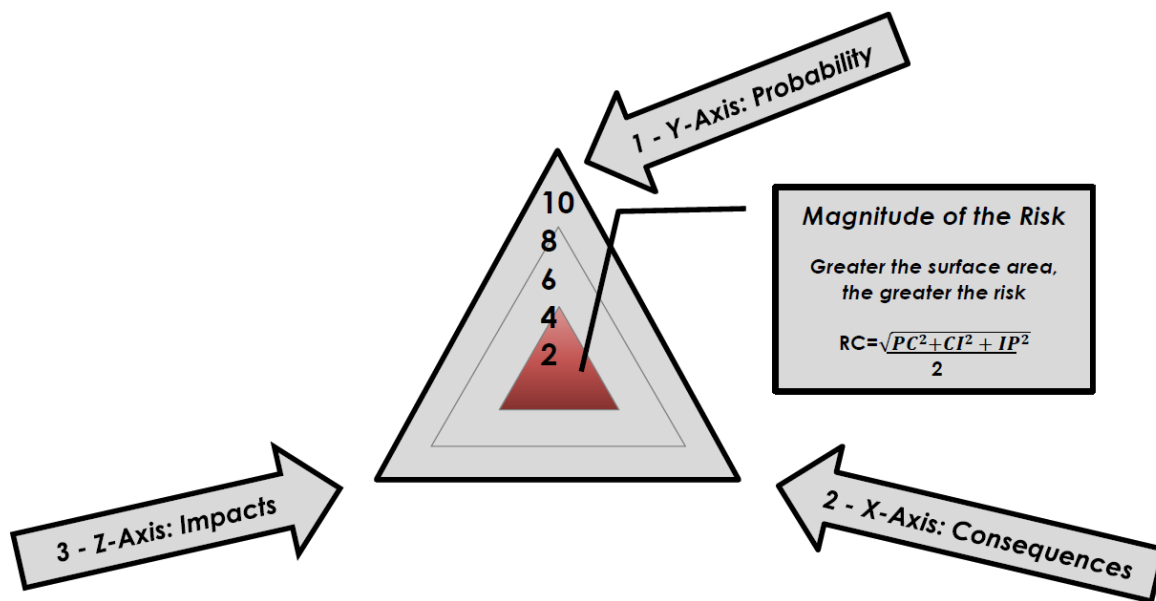 1 - Y-Axis: Probability
10
8
6
4
2
Magnitude of the Risk
Greater the surface area,
the greater the risk
RC=√PC²+CI² + IP²
2
3 - Z-Axis: Impacts
2 - X-Axis: Consequences